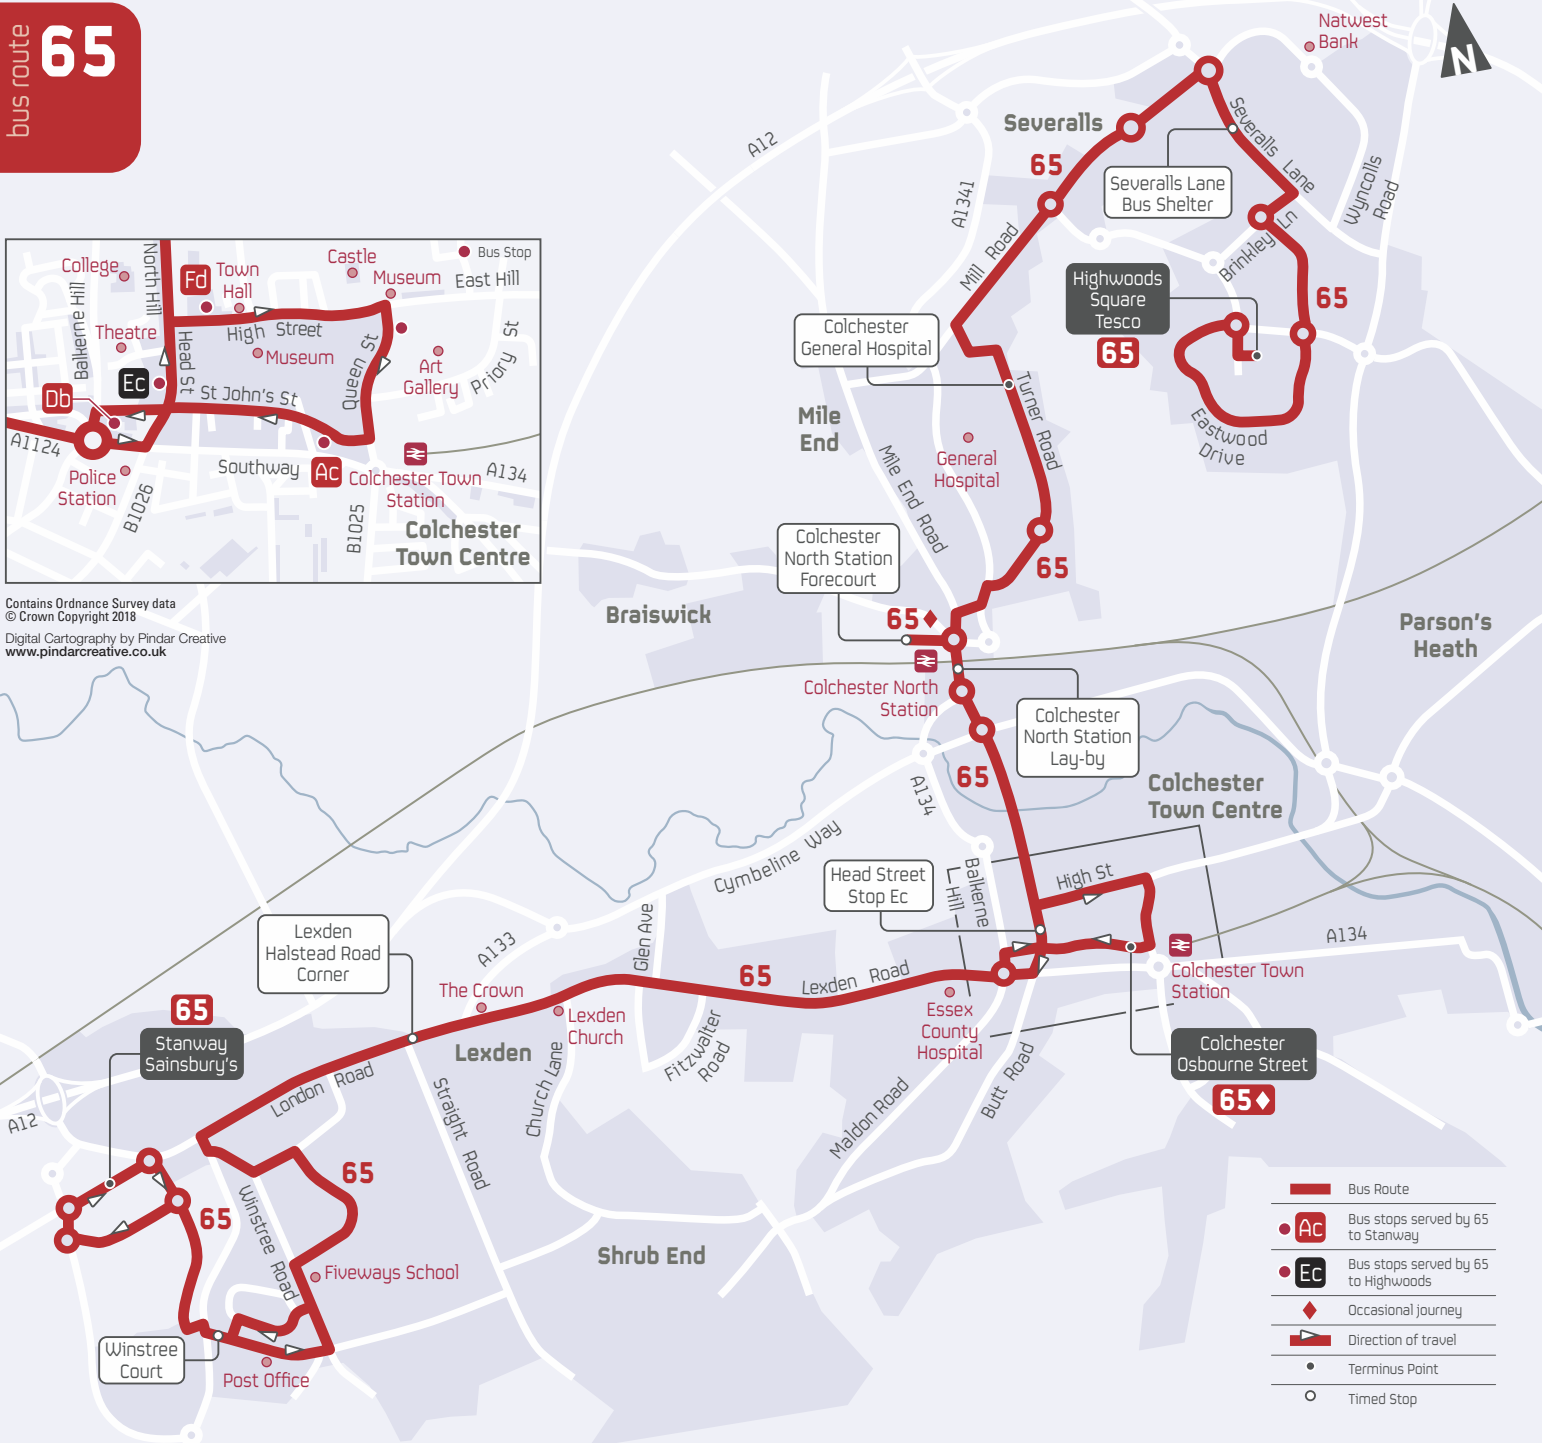 bus route
65
Natwest
Bank
N
A12
A1341
Severalls
65
Severalls Lane
Severalls Lane
Bus Shelter
Wyncolls
Road
Brinkley Ln
Mill Road
Highwoods
Square
Tesco
65
65
Colchester
General Hospital
Turner Road
Eastwood
Drive
Mile
End
Mile End Road
General
Hospital
College
North Hill
Fd
Town
Hall
Castle
Museum
Bus Stop
East Hill
Balkerne Hill
Theatre
High Street
Head St
Museum
Queen St
Art
Gallery
Priory St
Ec
Db
St John's St
A1124
Southway
Ac
Colchester Town
Station
A134
Police
Station
B1026
B1025
Colchester
Town Centre
Contains Ordnance Survey data
© Crown Copyright 2018
Digital Cartography by Pindar Creative
www.pindarcreative.co.uk
Colchester
North Station
Forecourt
65
Braiswick
65
Parson's
Heath
Colchester North
Station
Colchester
North Station
Lay-by
65
A134
Colchester
Town Centre
Cymbeline Way
Head Street
Stop Ec
Balkerne
Hill
High St
A134
Colchester Town
Station
Lexden
Halstead Road
Corner
A133
Glen Ave
65
Lexden Road
The Crown
Lexden
Church
Essex
County
Hospital
Lexden
Fitzwalter
Road
Church Lane
65
Stanway
Sainsbury's
London Road
Straight Road
Colchester
Osbourne Street
65
Butt Road
Maldon Road
A12
65
65
Winstree Road
Shrub End
Fiveways School
Winstree
Court
Post Office
Bus Route
Ac
Bus stops served by 65
to Stanway
Ec
Bus stops served by 65
to Highwoods
Occasional journey
Direction of travel
Terminus Point
Timed Stop